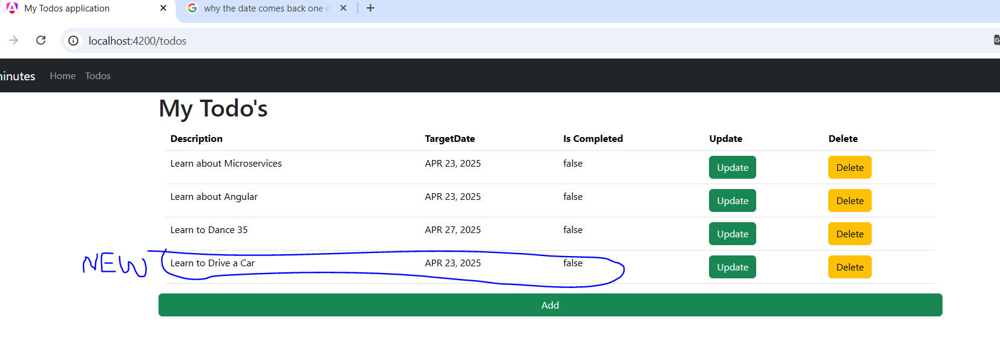 My Todos application
why the date comes back one d
localhost:4200/todos
inutes Home Todos
My Todo's
Description TargetDate Is Completed Update Delete
Learn about Microservices APR 23, 2025 false Update Delete
Learn about Angular APR 23, 2025 false Update Delete
Learn to Dance 35 APR 27, 2025 false Update Delete
NEW Learn to Drive a Car APR 23, 2025 false Update Delete
Add